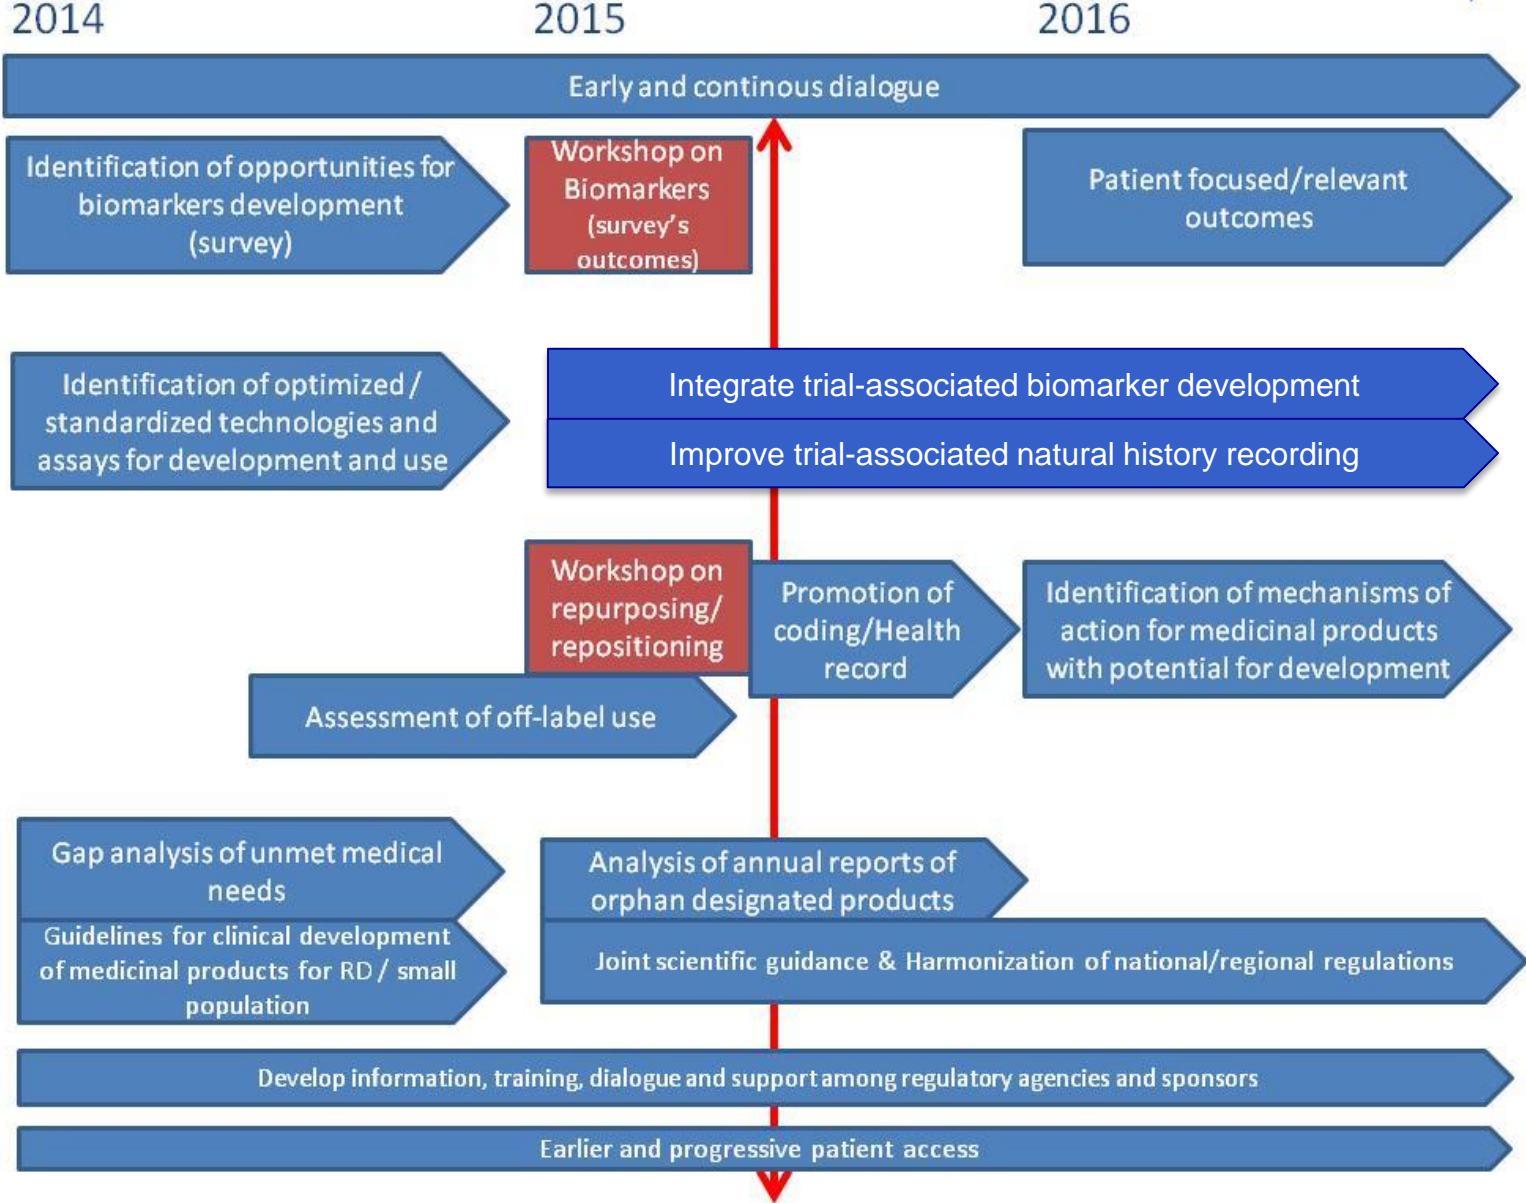 2014
2015
2016
Early and continous dialogue
Identification of opportunities for
biomarkers development
(survey)
Workshop on
Biomarkers
(survey's
outcomes)
Patient focused/relevant
outcomes
Identification of optimized /
standardized technologies and
assays for development and use
Integrate trial-associated biomarker development
Improve trial-associated natural history recording
Workshop on
repurposing/
repositioning
Promotion of
coding/Health
record
Identification of mechanisms of
action for medicinal products
with potential for development
Assessment of off-label use
Gap analysis of unmet medical
needs
Analysis of annual reports of
orphan designated products
Guidelines for clinical development
of medicinal products for RD / small
population
Joint scientific guidance & Harmonization of national/regional regulations
Develop information, training, dialogue and support among regulatory agencies and sponsors
Earlier and progressive patient access